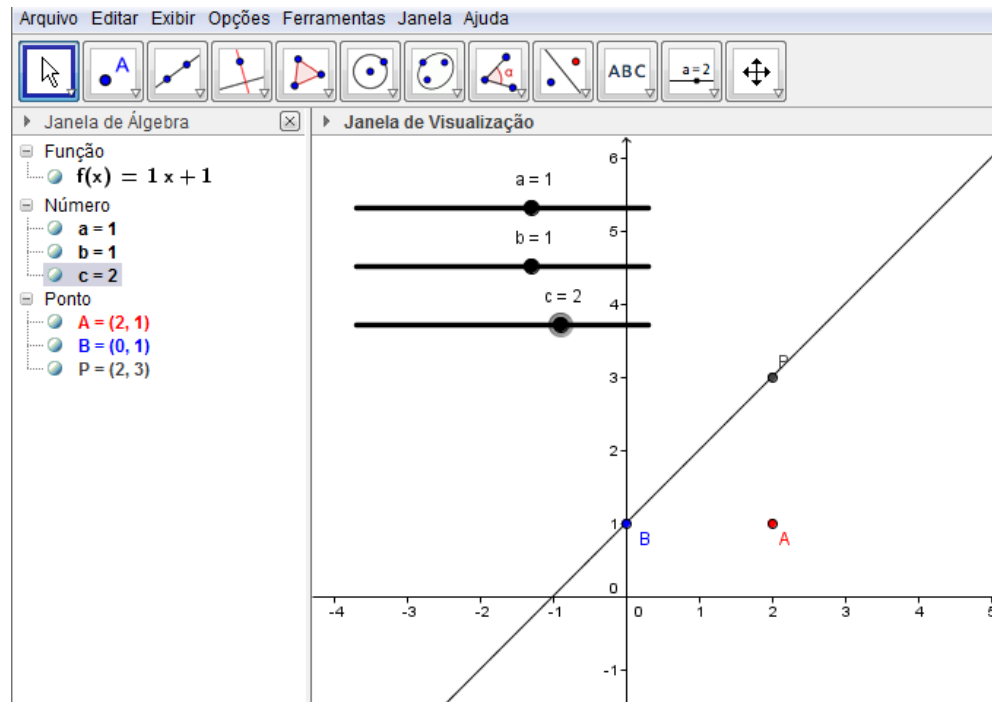 Arquivo Editar Exibir Opções Ferramentas Janela Ajuda
A
α
ABC
a=2
Janela de Álgebra
Janela de Visualização
Função
f(x) = 1 x + 1
Número
a = 1
b = 1
c = 2
Ponto
A = (2, 1)
B = (0, 1)
P = (2, 3)
a = 1
b = 1
c = 2
6
5
4
3
2
1
0
-1
-4 -3 -2 -1 0 1 2 3 4 5
P
B
A